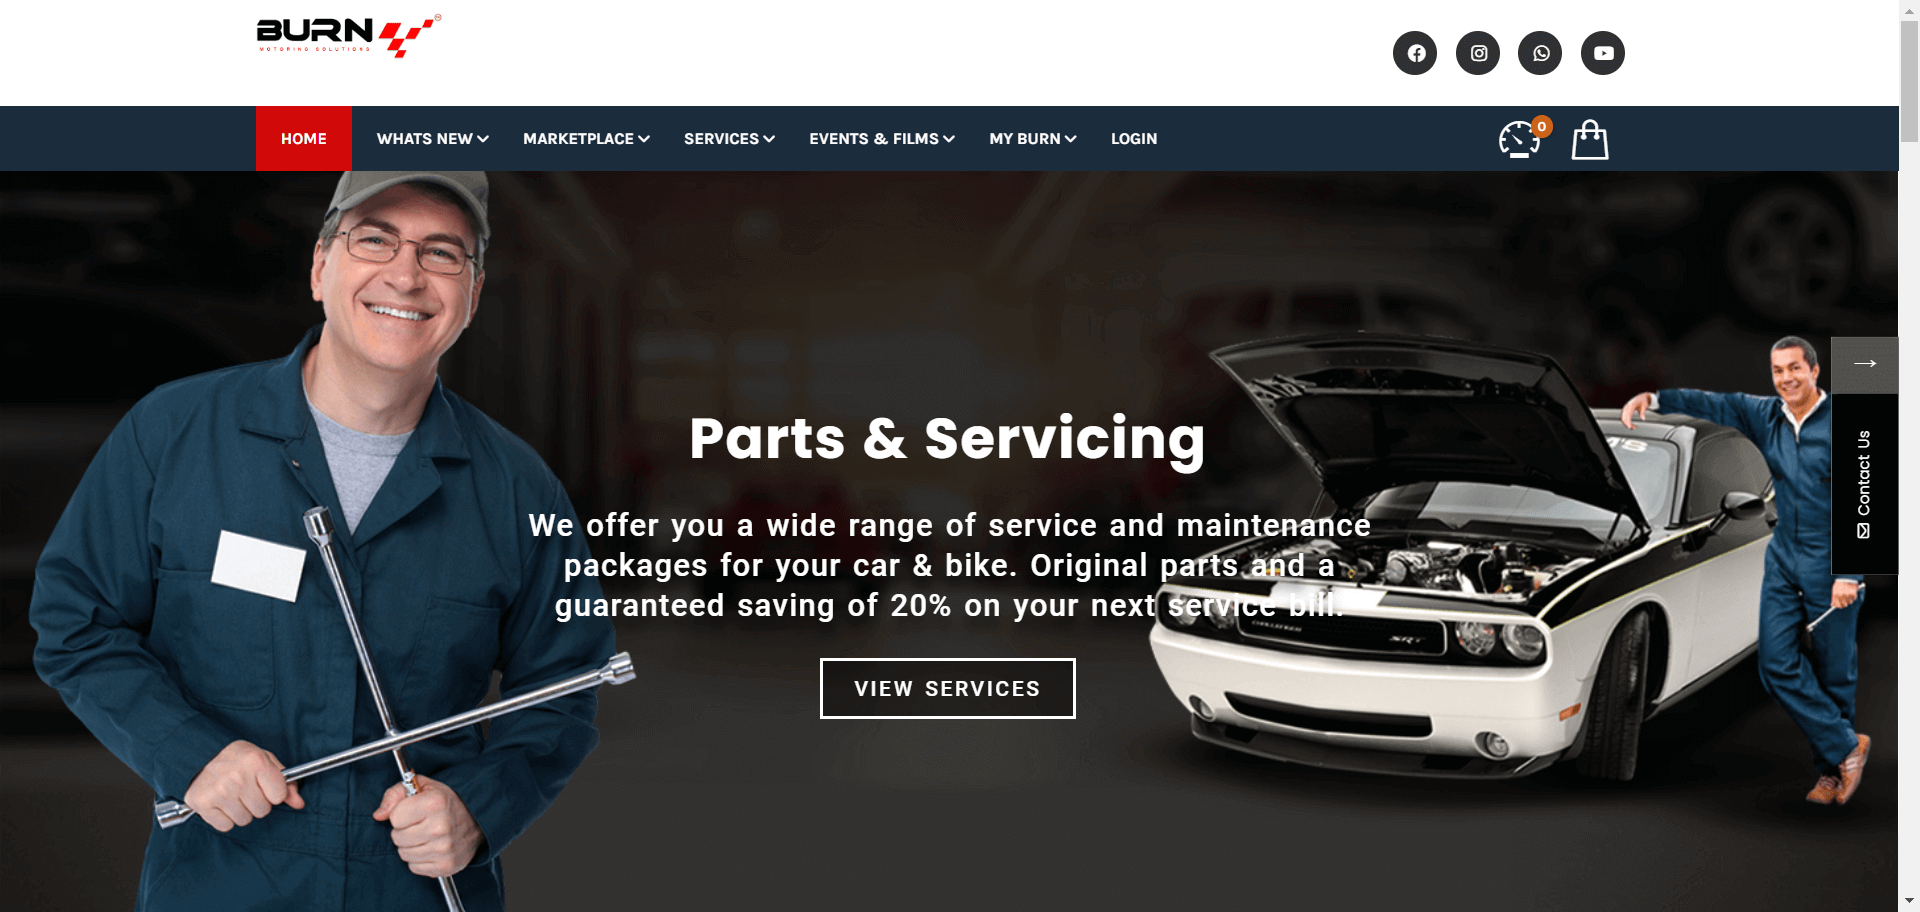 BURN
MOTORING SOLUTIONS
HOME
WHATS NEW
MARKETPLACE
SERVICES
EVENTS & FILMS
MY BURN
LOGIN
0
Parts & Servicing
We offer you a wide range of service and maintenance
packages for your car & bike. Original parts and a
guaranteed saving of 20% on your next service bill.
VIEW SERVICES
→
Contact Us
CHALLENGER
SRT